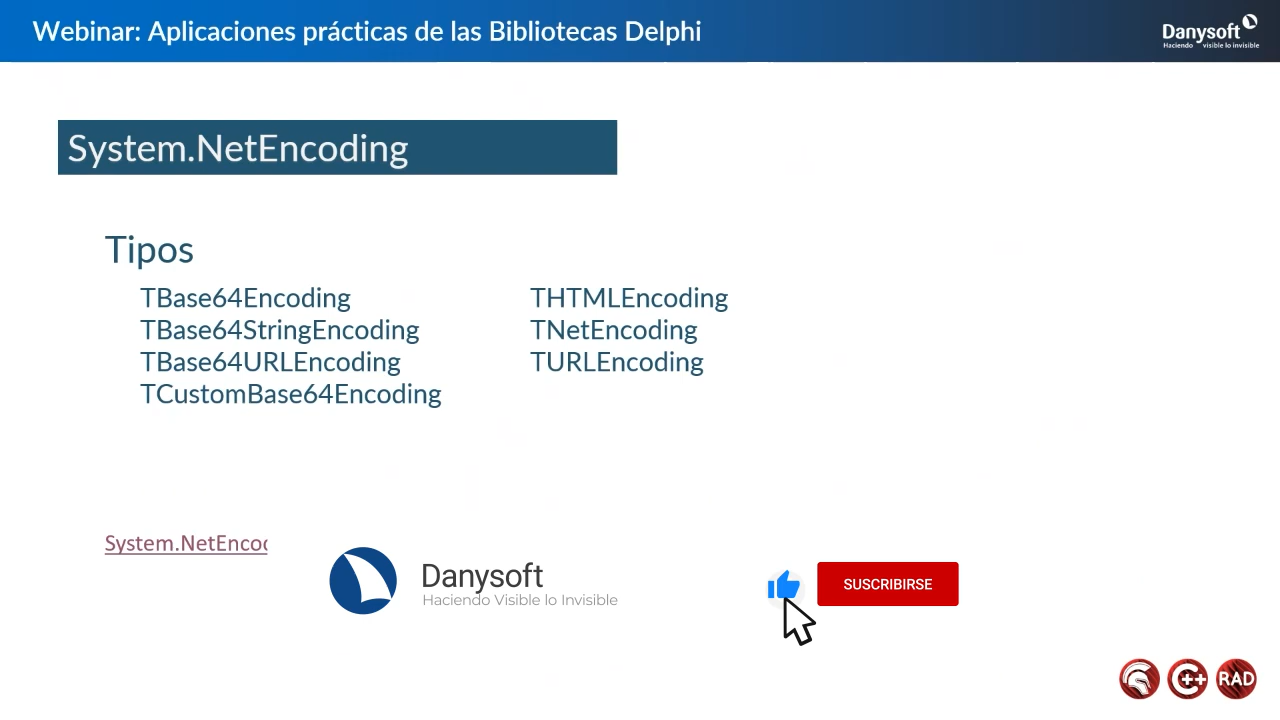 Webinar: Aplicaciones prácticas de las Bibliotecas Delphi
Danysoft
Haciendo visible lo invisible
System.NetEncoding
Tipos
TBase64Encoding
TBase64StringEncoding
TBase64URLEncoding
TCustomBase64Encoding
THTMLEncoding
TNetEncoding
TURLEncoding
System.NetEnco
Danysoft
Haciendo Visible lo Invisible
SUSCRIBIRSE
C++
RAD